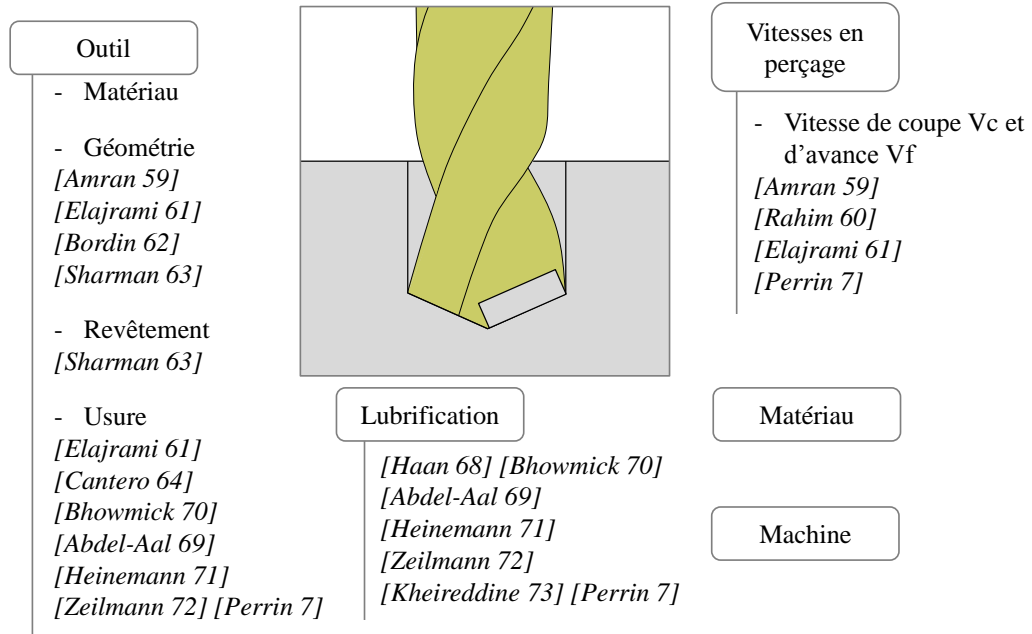 Outil
- Matériau
- Géométrie
[Amran 59]
[Elajrami 61]
[Bordin 62]
[Sharman 63]
- Revêtement
[Sharman 63]
- Usure
[Elajrami 61]
[Cantero 64]
[Bhowmick 70]
[Abdel-Aal 69]
[Heinemann 71]
[Zeilmann 72] [Perrin 7]
Lubrification
[Haan 68] [Bhowmick 70]
[Abdel-Aal 69]
[Heinemann 71]
[Zeilmann 72]
[Kheireddine 73] [Perrin 7]
Vitesses en
perçage
- Vitesse de coupe Vc et
d'avance Vf
[Amran 59]
[Rahim 60]
[Elajrami 61]
[Perrin 7]
Matériau
Machine